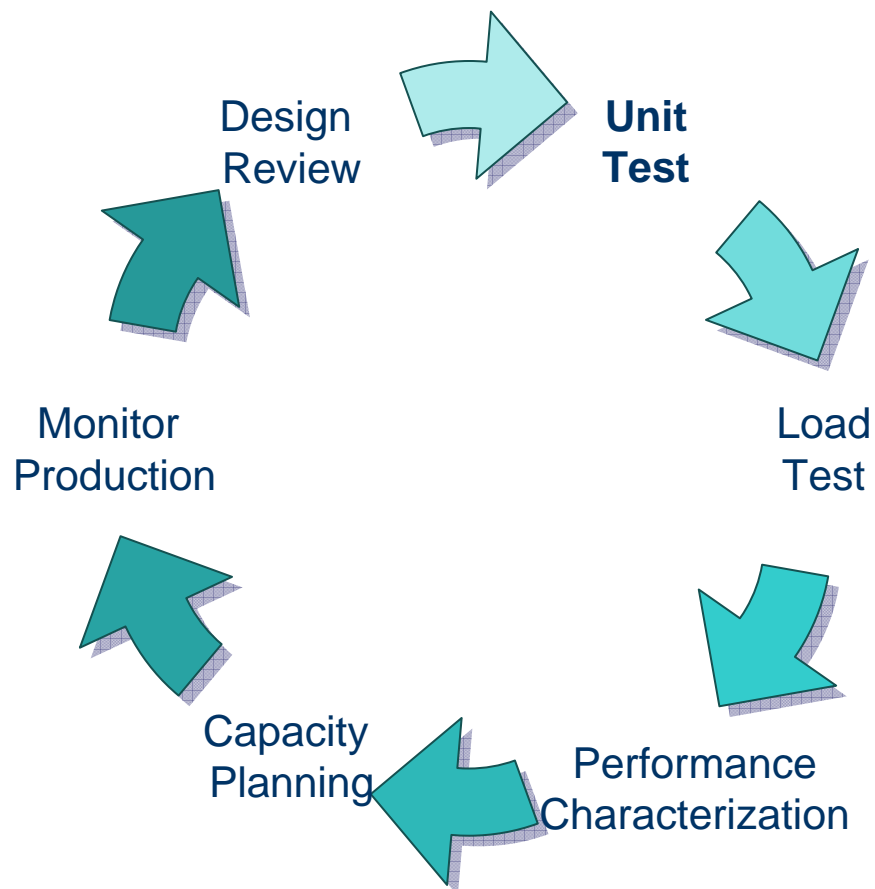 Design
Review
Unit
Test
Load
Test
Performance
Characterization
Capacity
Planning
Monitor
Production